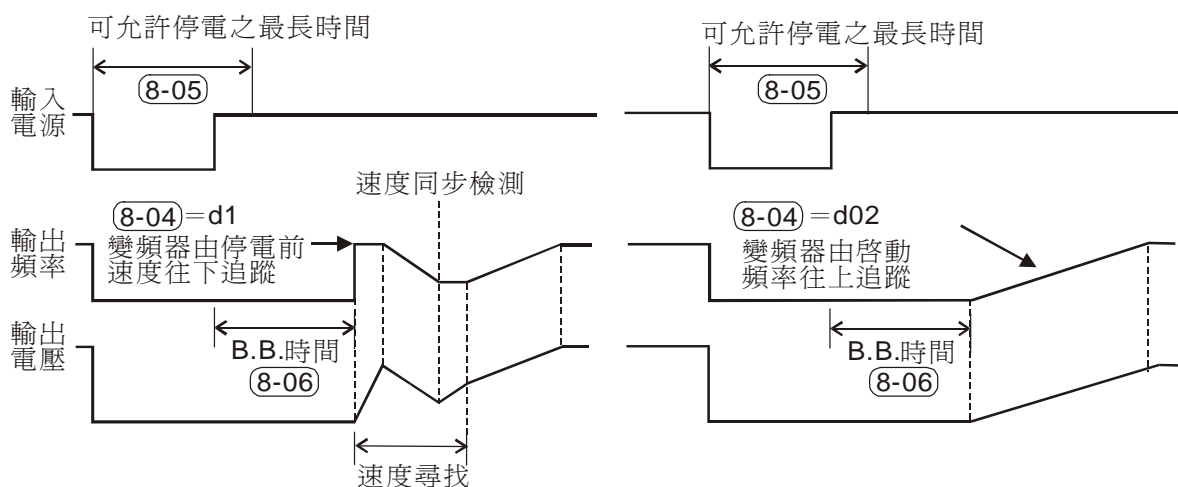 可允許停電之最長時間
8-05
輸入
電源
速度同步檢測
8-04＝d1
變頻器由停電前
速度往下追蹤
輸出
頻率
輸出
電壓
B.B.時間
8-06
速度尋找
可允許停電之最長時間
8-05
8-04＝d02
變頻器由啓動
頻率往上追蹤
B.B.時間
8-06